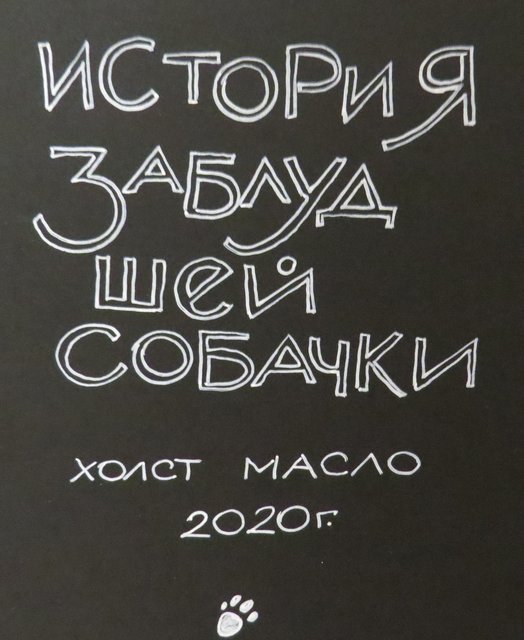 ИСТОРИЯ
ЗАБЛУД
ШЕЙ
СОБАЧКИ
ХОЛСТ МАСЛО
2020г.